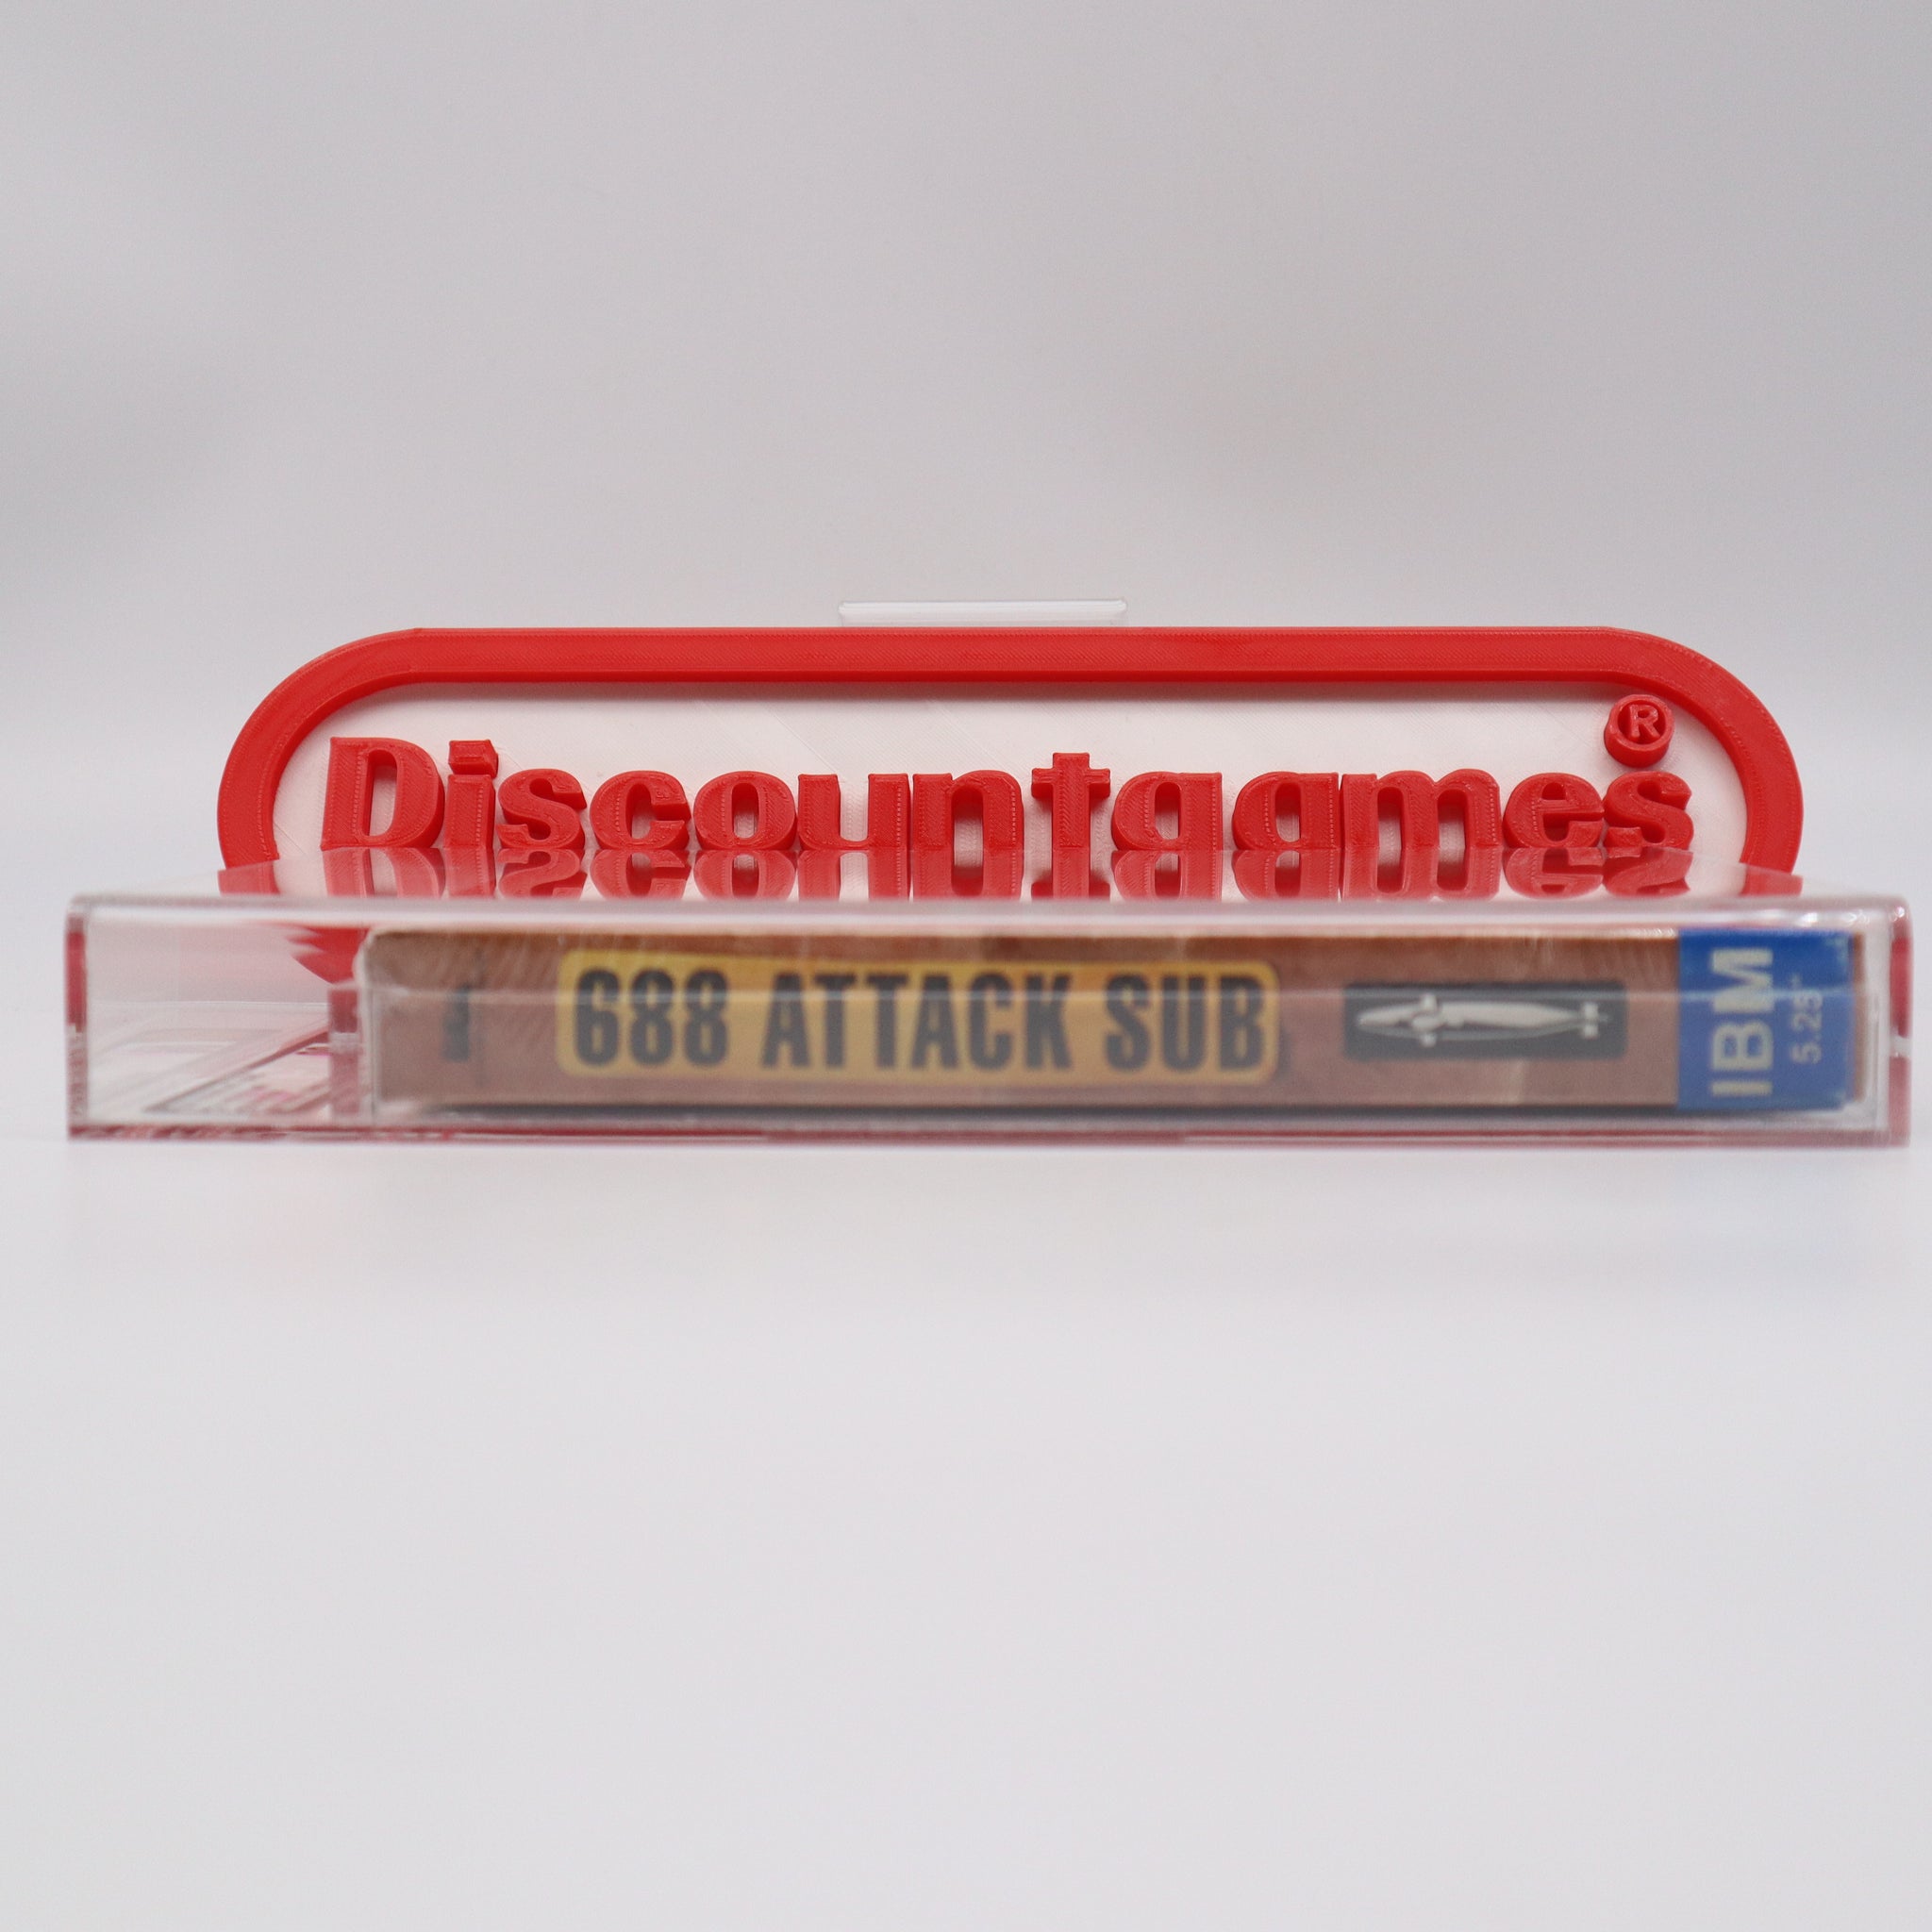 Discountgames®
688 ATTACK SUB
IBM
5.25"